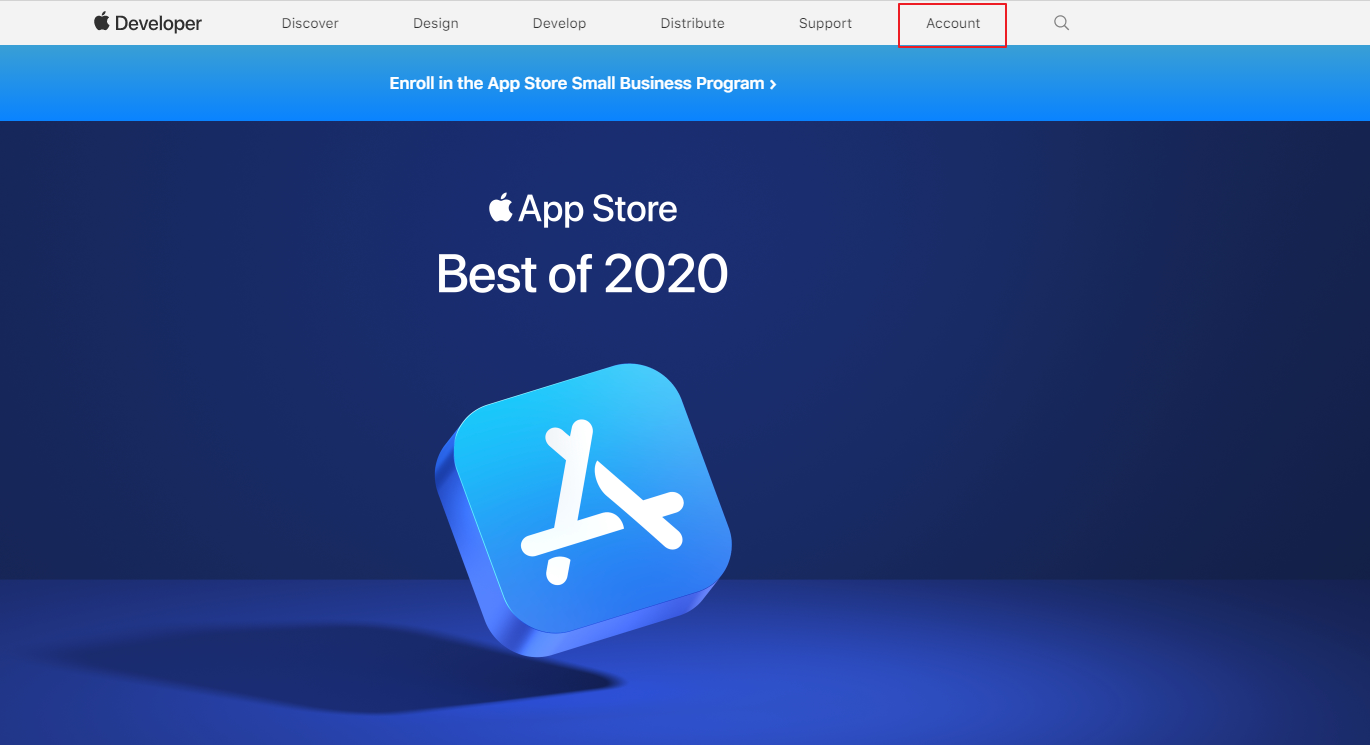 Developer Discover Design Develop Distribute Support Account
Enroll in the App Store Small Business Program ›
App Store
Best of 2020